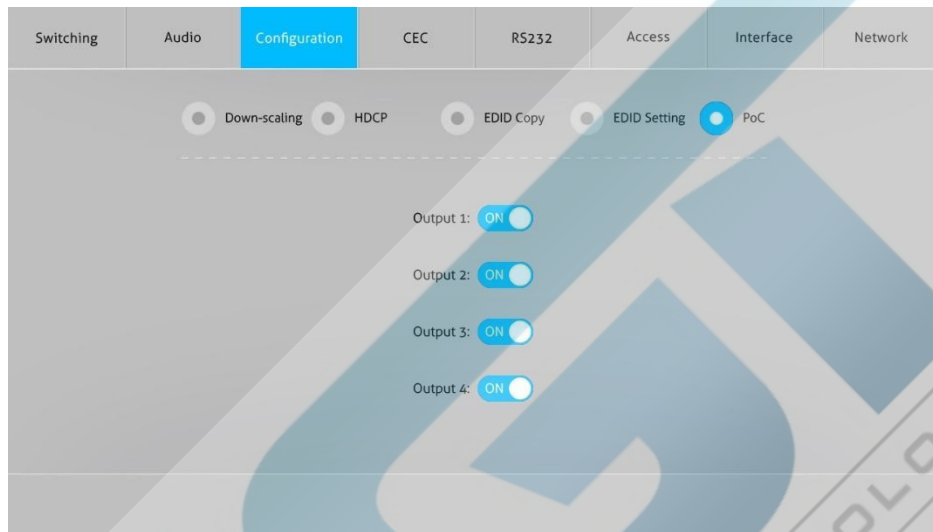 Switching Audio Configuration CEC RS232 Access Interface Network
Down-scaling HDCP EDID Copy EDID Setting PoC
Output 1: ON
Output 2: ON
Output 3: ON
Output 4: ON